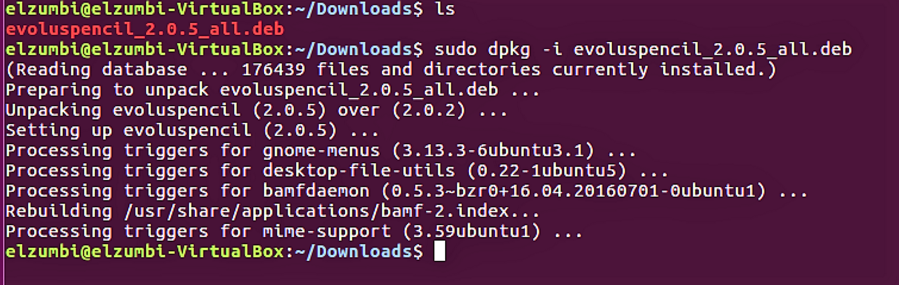 elzumbi@elzumbi-VirtualBox:~/Downloads$ ls
evoluspencil_2.0.5_all.deb
elzumbi@elzumbi-VirtualBox:~/Downloads$ sudo dpkg -i evoluspencil_2.0.5_all.deb
(Reading database ... 176439 files and directories currently installed.)
Preparing to unpack evoluspencil_2.0.5_all.deb ...
Unpacking evoluspencil (2.0.5) over (2.0.2) ...
Setting up evoluspencil (2.0.5) ...
Processing triggers for gnome-menus (3.13.3-6ubuntu3.1) ...
Processing triggers for desktop-file-utils (0.22-1ubuntu5) ...
Processing triggers for bamfdaemon (0.5.3~bzr0+16.04.20160701-0ubuntu1) ...
Rebuilding /usr/share/applications/bamf-2.index...
Processing triggers for mime-support (3.59ubuntu1) ...
elzumbi@elzumbi-VirtualBox:~/Downloads$